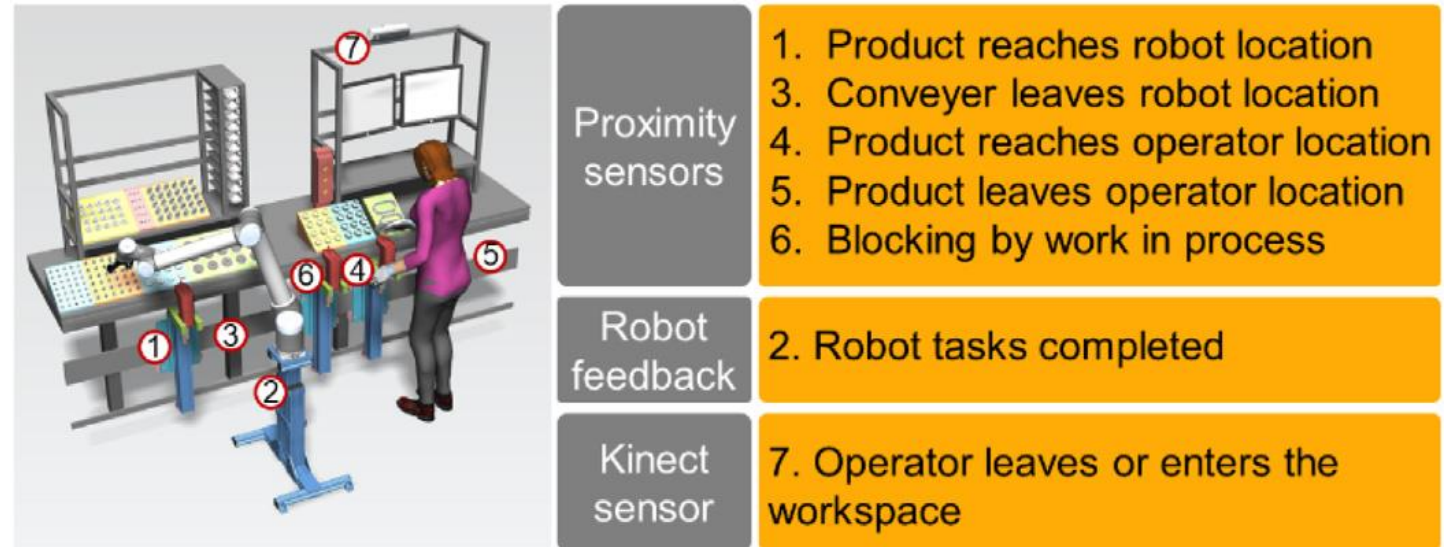 7
6
4
5
1
3
2
Proximity
sensors
1. Product reaches robot location
3. Conveyer leaves robot location
4. Product reaches operator location
5. Product leaves operator location
6. Blocking by work in process
Robot
feedback
2. Robot tasks completed
Kinect
sensor
7. Operator leaves or enters the
workspace